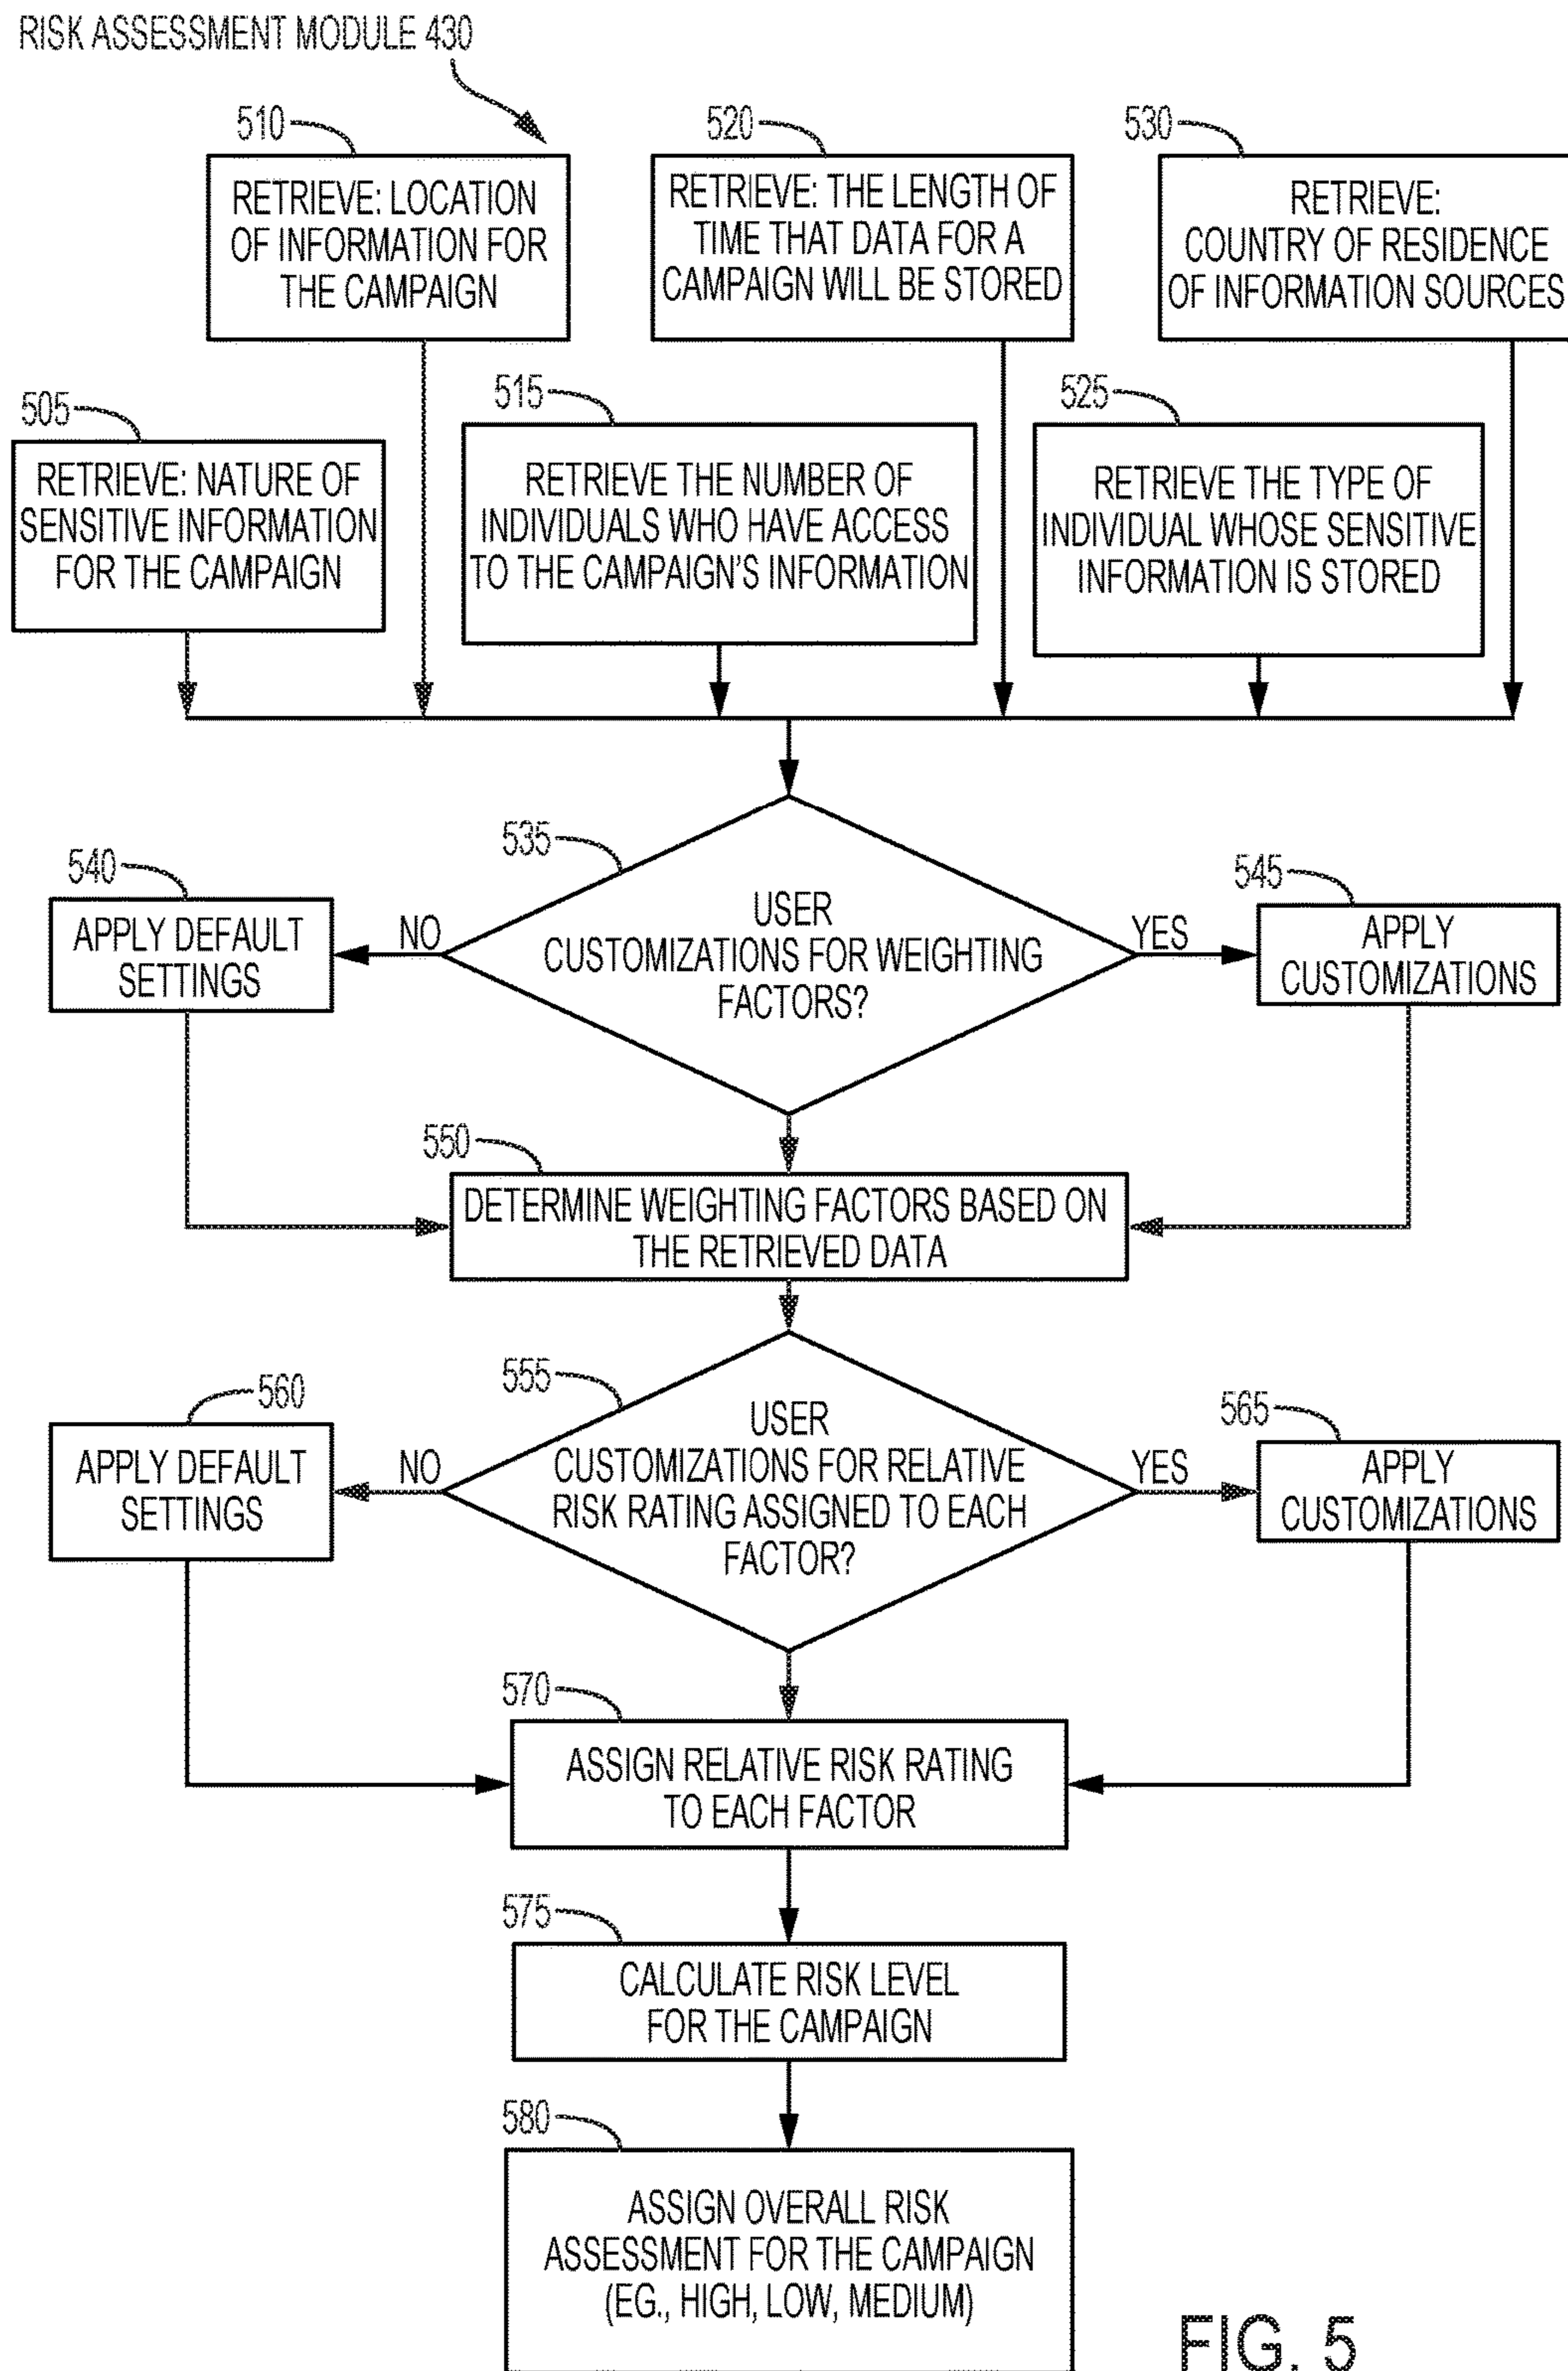 RISK ASSESSMENT MODULE 430
510
RETRIEVE: LOCATION
OF INFORMATION FOR
THE CAMPAIGN
520
RETRIEVE: THE LENGTH OF
TIME THAT DATA FOR A
CAMPAIGN WILL BE STORED
530
RETRIEVE:
COUNTRY OF RESIDENCE
OF INFORMATION SOURCES
505
RETRIEVE: NATURE OF
SENSITIVE INFORMATION
FOR THE CAMPAIGN
515
RETRIEVE THE NUMBER OF
INDIVIDUALS WHO HAVE ACCESS
TO THE CAMPAIGN'S INFORMATION
525
RETRIEVE THE TYPE OF
INDIVIDUAL WHOSE SENSITIVE
INFORMATION IS STORED
535
USER
CUSTOMIZATIONS FOR WEIGHTING
FACTORS?
NO
540
APPLY DEFAULT
SETTINGS
YES
545
APPLY
CUSTOMIZATIONS
550
DETERMINE WEIGHTING FACTORS BASED ON
THE RETRIEVED DATA
555
USER
CUSTOMIZATIONS FOR RELATIVE
RISK RATING ASSIGNED TO EACH
FACTOR?
NO
560
APPLY DEFAULT
SETTINGS
YES
565
APPLY
CUSTOMIZATIONS
570
ASSIGN RELATIVE RISK RATING
TO EACH FACTOR
575
CALCULATE RISK LEVEL
FOR THE CAMPAIGN
580
ASSIGN OVERALL RISK
ASSESSMENT FOR THE CAMPAIGN
(EG., HIGH, LOW, MEDIUM)
FIG. 5